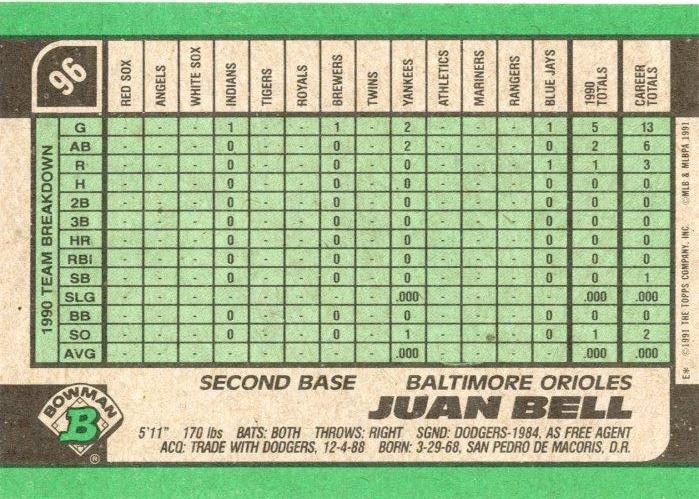 96
RED SOX ANGELS WHITE SOX INDIANS TIGERS ROYALS BREWERS TWINS YANKEES ATHLETICS MARINERS RANGERS BLUE JAYS 1990 TOTALS CAREER TOTALS
1990 TEAM BREAKDOWN
G - - - 1 - - 1 - 2 - - - 1 5 13
AB - - - 0 - - 0 - 2 - - - 0 2 6
R - - - 0 - - 0 - 0 - - - 1 1 3
H - - - 0 - - 0 - 0 - - - 0 0 0
2B - - - 0 - - 0 - 0 - - - 0 0 0
3B - - - 0 - - 0 - 0 - - - 0 0 0
HR - - - 0 - - 0 - 0 - - - 0 0 0
RBI - - - 0 - - 0 - 0 - - - 0 0 0
SB - - - 0 - - 0 - 0 - - - 0 0 1
SLG - - - - - - - - .000 - - - - .000 .000
BB - - - 0 - - 0 - 0 - - - 0 0 0
SO - - - 0 - - 0 - 1 - - - 0 1 2
AVG - - - - - - - - .000 - - - - .000 .000
E* ©1991 THE TOPPS COMPANY, INC. ©MLB & MLBPA 1991
SECOND BASE BALTIMORE ORIOLES
JUAN BELL
BOWMAN
B
®
5'11" 170 lbs BATS: BOTH THROWS: RIGHT SGND: DODGERS-1984, AS FREE AGENT
ACQ: TRADE WITH DODGERS, 12-4-88 BORN: 3-29-68, SAN PEDRO DE MACORIS, D.R.